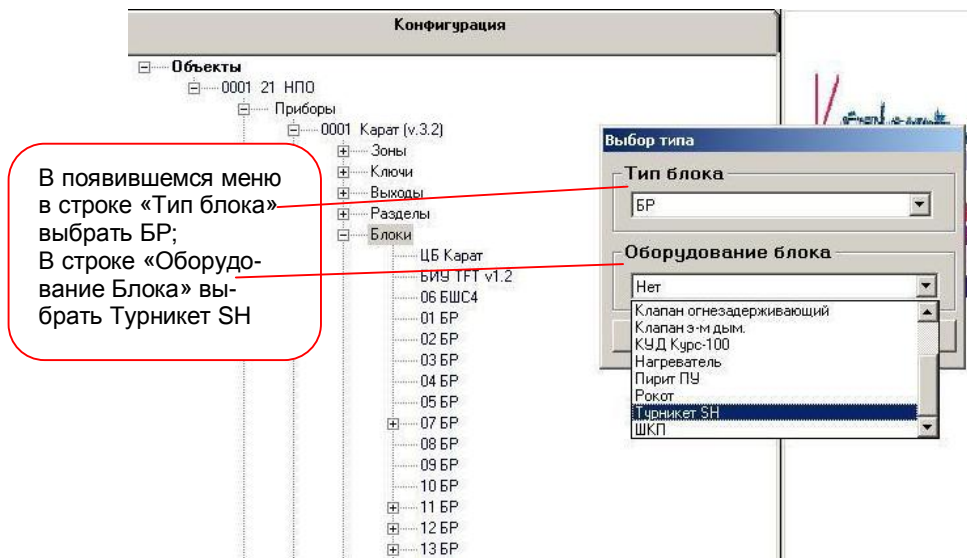 Конфигурация
Объекты
0001 21 НПО
Приборы
0001 Карат (v.3.2)
Зоны
Ключи
Выходы
Разделы
Блоки
ЦБ Карат
БИУ TFT v1.2
06 БШС4
01 БР
02 БР
03 БР
04 БР
05 БР
07 БР
08 БР
09 БР
10 БР
11 БР
12 БР
13 БР
В появившемся меню
в строке «Тип блока»
выбрать БР;
В строке «Оборудо-
вание Блока» вы-
брать Турникет SH
Выбор типа
Тип блока
БР
Оборудование блока
Нет
Клапан огнезадерживающий
Клапан э-м дым.
КУД Курс-100
Нагреватель
Пирит ПУ
Рокот
Турникет SH
ШКП